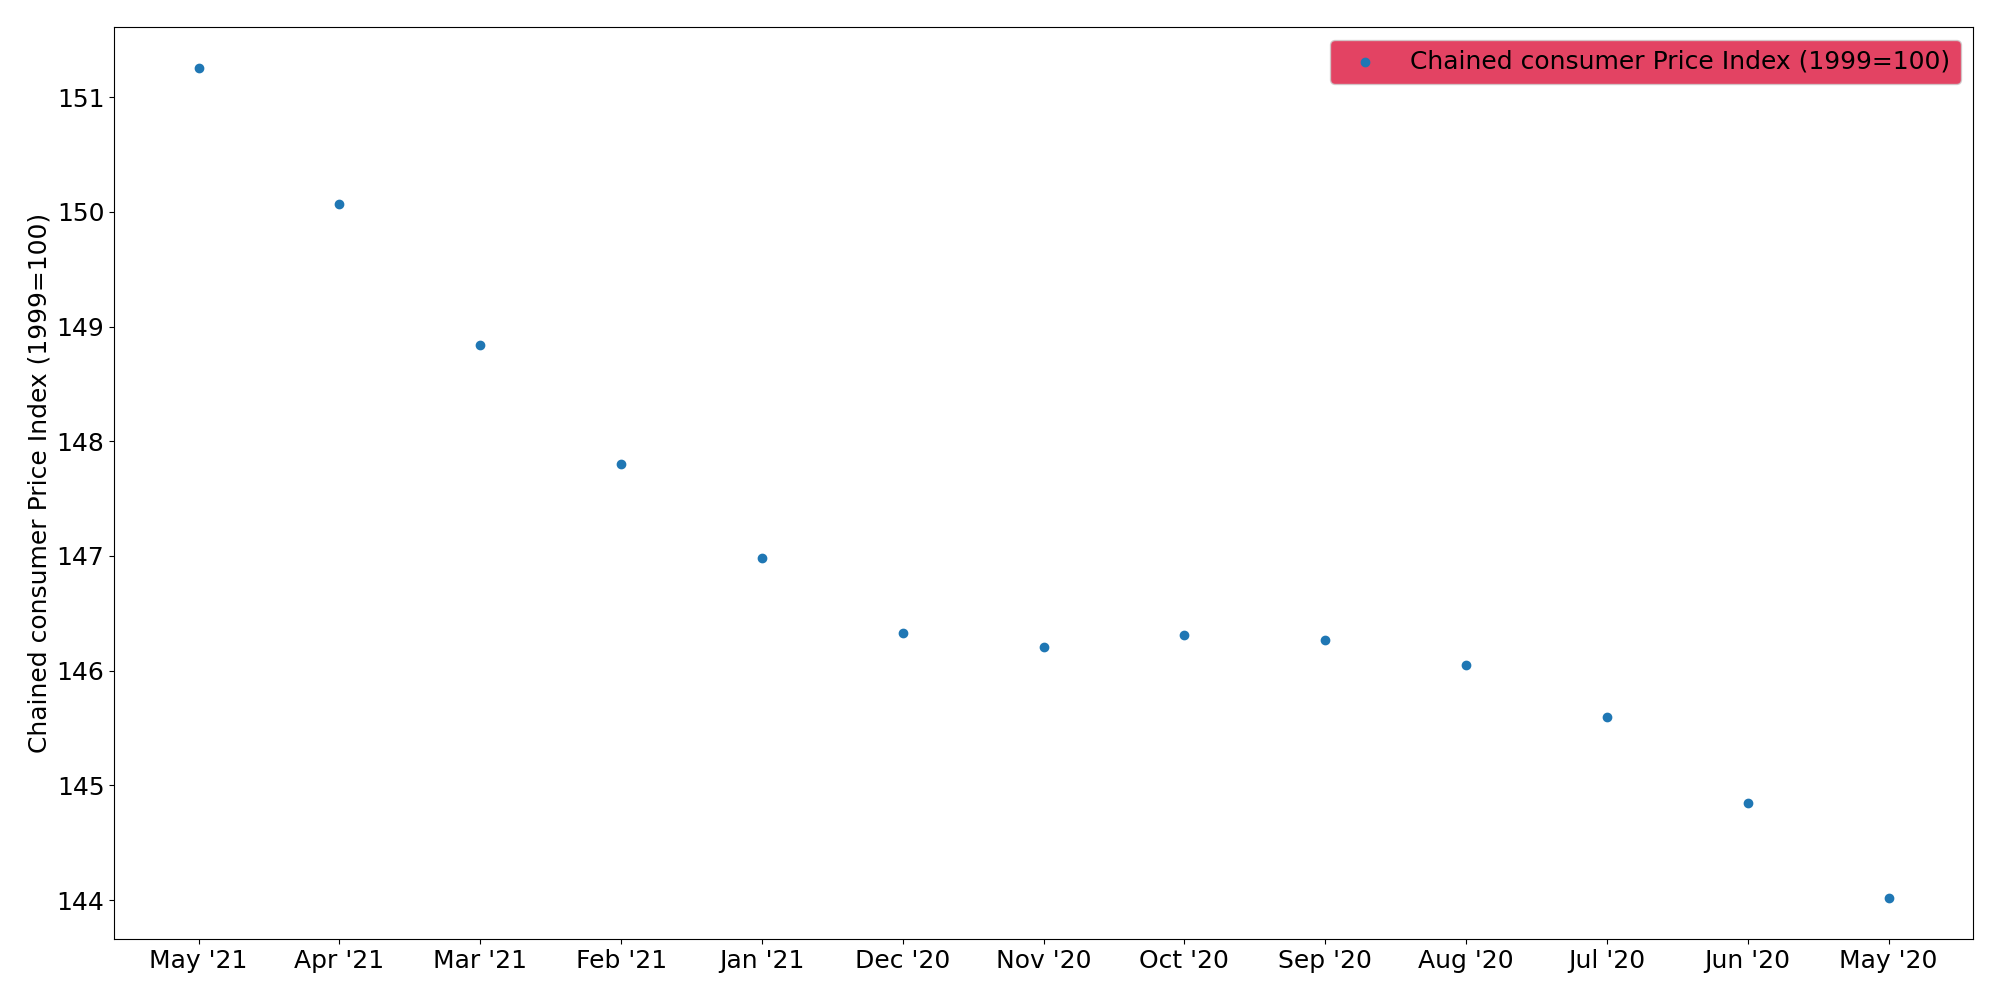 Chained consumer Price Index (1999=100)
Chained consumer Price Index (1999=100)
151
150
149
148
147
146
145
144
May '21 Apr '21 Mar '21 Feb '21 Jan '21 Dec '20 Nov '20 Oct '20 Sep '20 Aug '20 Jul '20 Jun '20 May '20